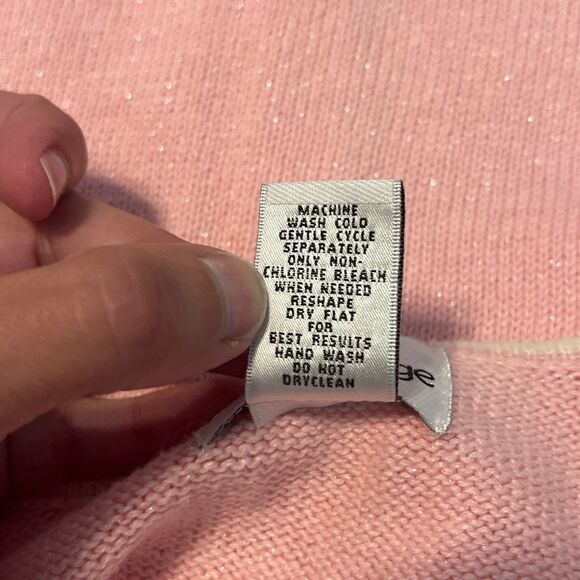 MACHINE
WASH COLD
GENTLE CYCLE
SEPARATELY
ONLY NON-
CHLORINE BLEACH
WHEN NEEDED
RESHAPE
DRY FLAT
FOR
BEST RESULTS
HAND WASH
DO NOT
DRYCLEAN